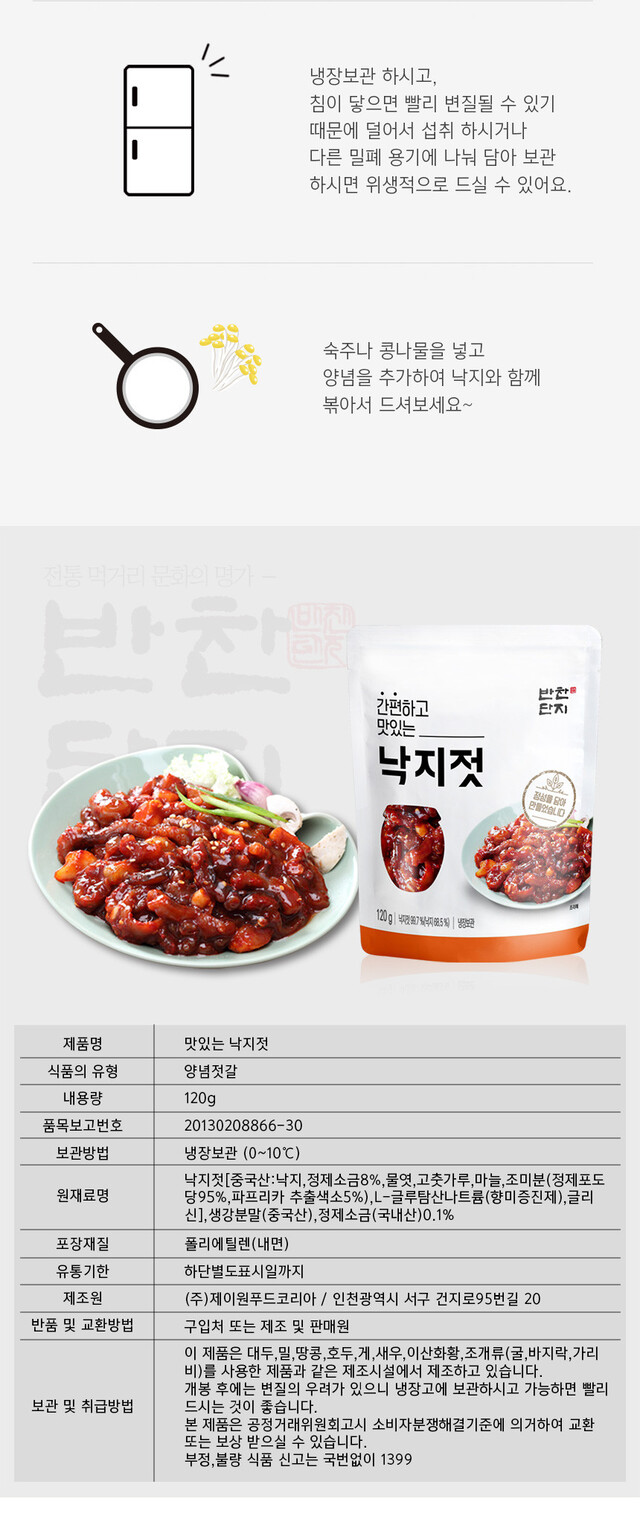 냉장보관 하시고,
침이 닿으면 빨리 변질될 수 있기
때문에 덜어서 섭취 하시거나
다른 밀폐 용기에 나눠 담아 보관
하시면 위생적으로 드실 수 있어요.
숙주나 콩나물을 넣고
양념을 추가하여 낙지와 함께
볶아서 드셔보세요~
전통 먹거리 문화의 명가 –
반찬
단지
반찬
단지
간편하고
맛있는
낙지젓
정성을 담아
만들었습니다
120g | 낙지젓 99.7%(낙지 68.5%) | 냉장보관
제품명 맛있는 낙지젓
식품의 유형 양념젓갈
내용량 120g
품목보고번호 20130208866-30
보관방법 냉장보관 (0~10℃)
원재료명 낙지젓[중국산:낙지,정제소금8%,물엿,고춧가루,마늘,조미분(정제포도
당95%,파프리카 추출색소5%),L-글루탐산나트륨(향미증진제),글리
신],생강분말(중국산),정제소금(국내산)0.1%
포장재질 폴리에틸렌(내면)
유통기한 하단별도표시일까지
제조원 (주)제이원푸드코리아 / 인천광역시 서구 건지로95번길 20
반품 및 교환방법 구입처 또는 제조 및 판매원
보관 및 취급방법 이 제품은 대두,밀,땅콩,호두,게,새우,이산화황,조개류(굴,바지락,가리
비)를 사용한 제품과 같은 제조시설에서 제조하고 있습니다.
개봉 후에는 변질의 우려가 있으니 냉장고에 보관하시고 가능하면 빨리
드시는 것이 좋습니다.
본 제품은 공정거래위원회고시 소비자분쟁해결기준에 의거하여 교환
또는 보상 받으실 수 있습니다.
부정,불량 식품 신고는 국번없이 1399